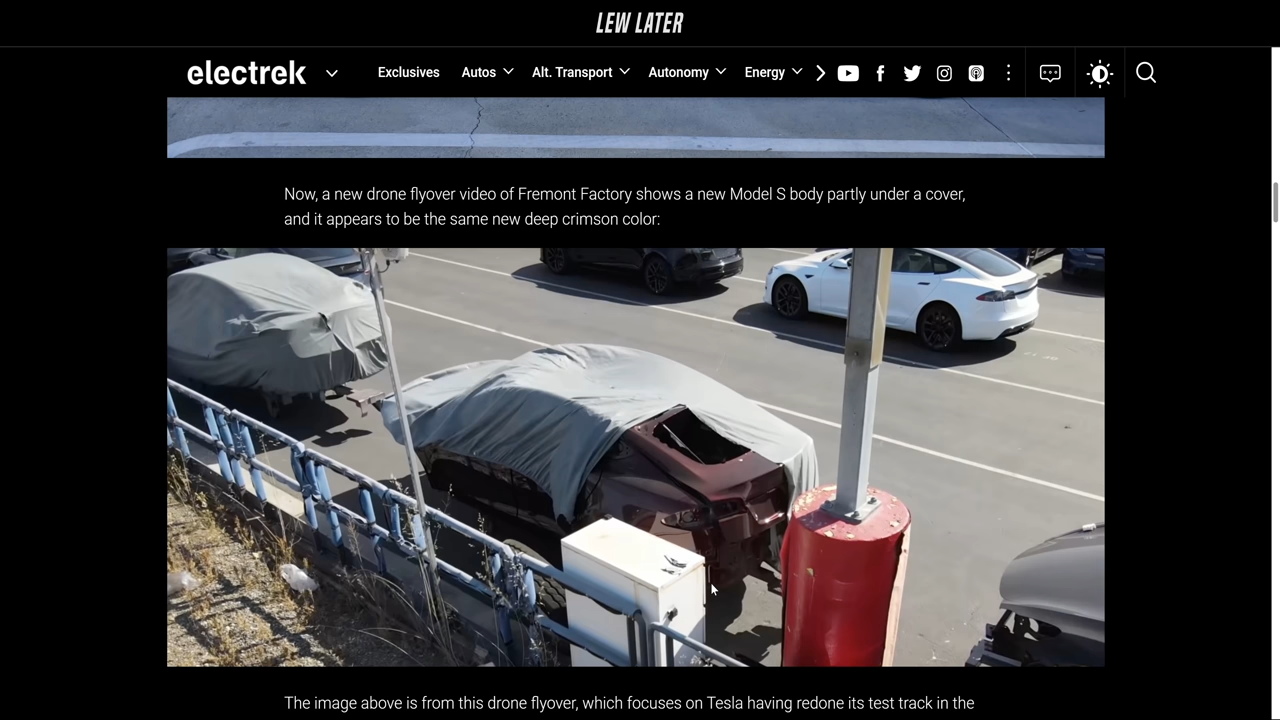 LEW LATER
electrek
Exclusives Autos Alt. Transport Autonomy Energy
Now, a new drone flyover video of Fremont Factory shows a new Model S body partly under a cover,
and it appears to be the same new deep crimson color:
The image above is from this drone flyover, which focuses on Tesla having redone its test track in the